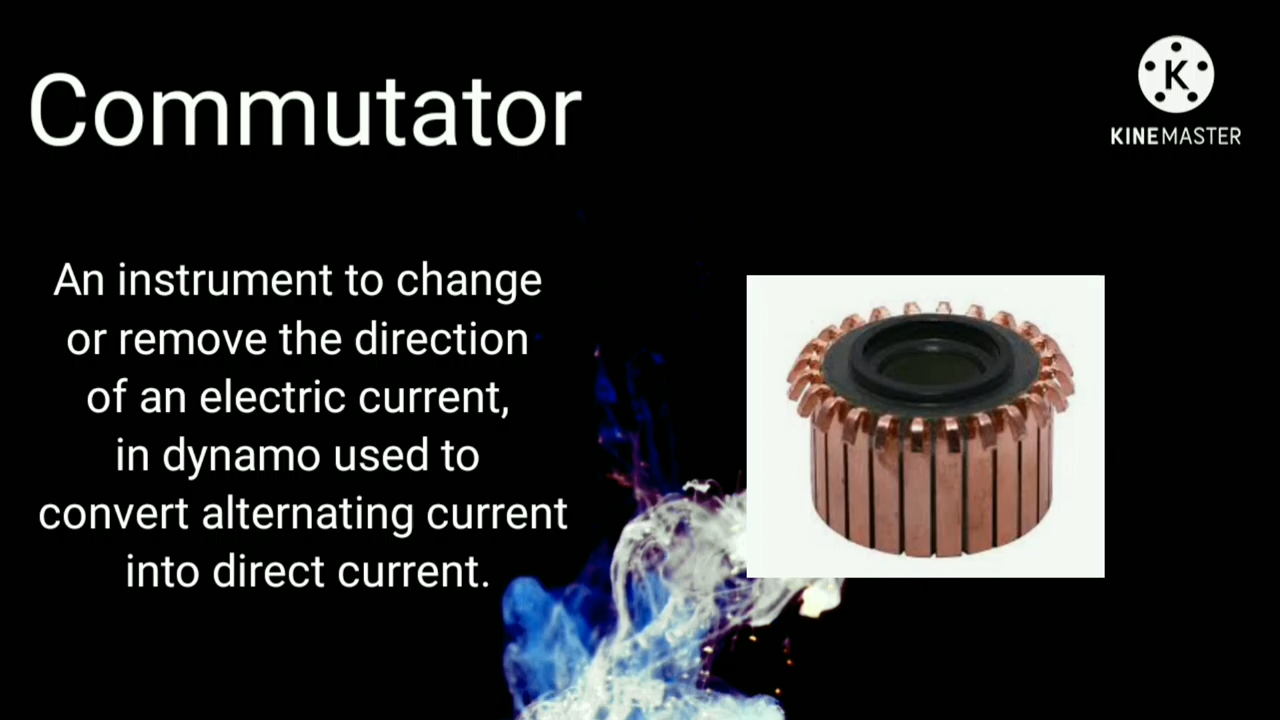 Commutator
K
KINEMASTER
An instrument to change
or remove the direction
of an electric current,
in dynamo used to
convert alternating current
into direct current.